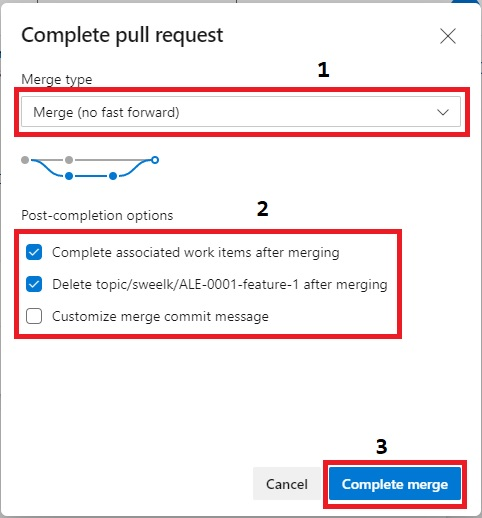 Complete pull request
1
Merge type
Merge (no fast forward)
2
Post-completion options
Complete associated work items after merging
Delete topic/sweelk/ALE-0001-feature-1 after merging
Customize merge commit message
3
Cancel
Complete merge